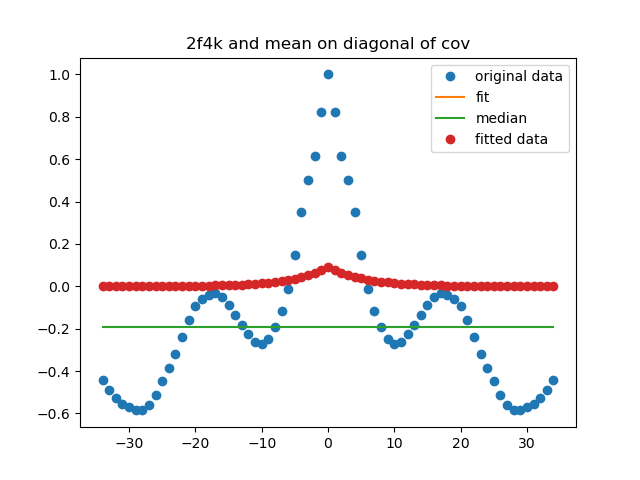 2f4k and mean on diagonal of cov
original data
fit
median
fitted data
1.0
0.8
0.6
0.4
0.2
0.0
−0.2
−0.4
−0.6
−30 −20 −10 0 10 20 30